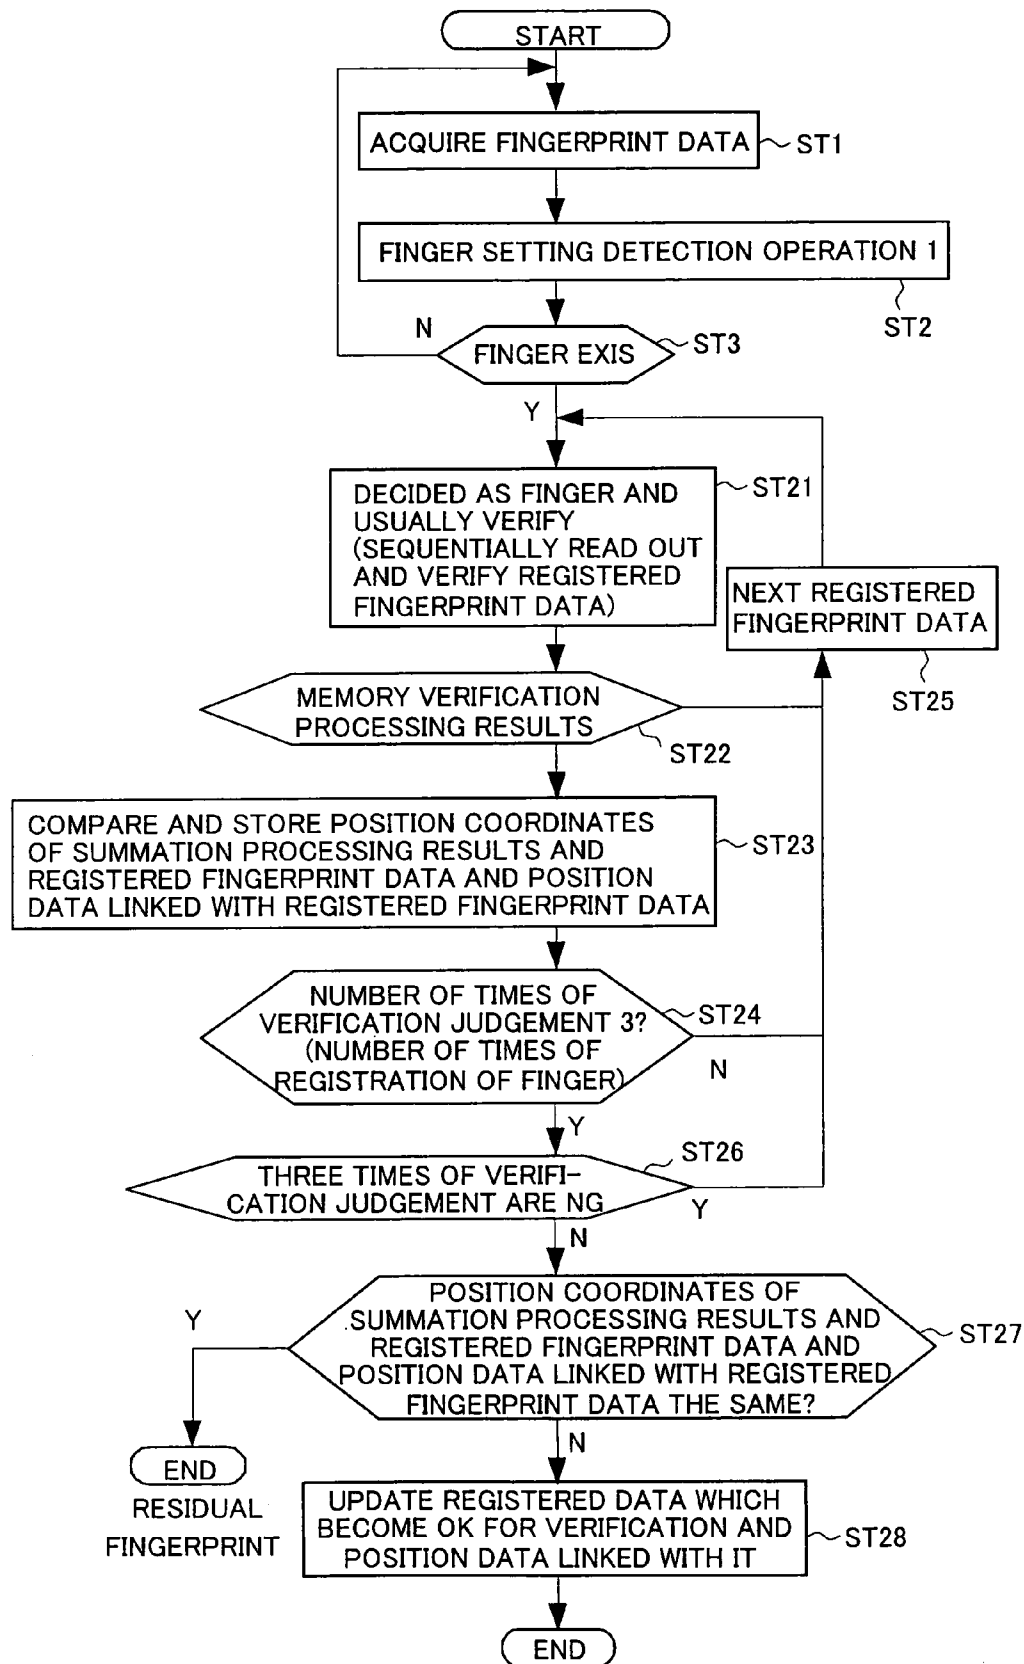 START
ACQUIRE FINGERPRINT DATA
ST1
FINGER SETTING DETECTION OPERATION 1
ST2
N
FINGER EXIS
ST3
Y
DECIDED AS FINGER AND
USUALLY VERIFY
(SEQUENTIALLY READ OUT
AND VERIFY REGISTERED
FINGERPRINT DATA)
ST21
NEXT REGISTERED
FINGERPRINT DATA
ST25
MEMORY VERIFICATION
PROCESSING RESULTS
ST22
COMPARE AND STORE POSITION COORDINATES
OF SUMMATION PROCESSING RESULTS AND
REGISTERED FINGERPRINT DATA AND POSITION
DATA LINKED WITH REGISTERED FINGERPRINT DATA
ST23
NUMBER OF TIMES OF
VERIFICATION JUDGEMENT 3?
(NUMBER OF TIMES OF
REGISTRATION OF FINGER)
ST24
N
Y
THREE TIMES OF VERIFI-
CATION JUDGEMENT ARE NG
ST26
Y
N
POSITION COORDINATES OF
SUMMATION PROCESSING RESULTS AND
REGISTERED FINGERPRINT DATA AND
POSITION DATA LINKED WITH REGISTERED
FINGERPRINT DATA THE SAME?
ST27
Y
END
RESIDUAL
FINGERPRINT
N
UPDATE REGISTERED DATA WHICH
BECOME OK FOR VERIFICATION AND
POSITION DATA LINKED WITH IT
ST28
END